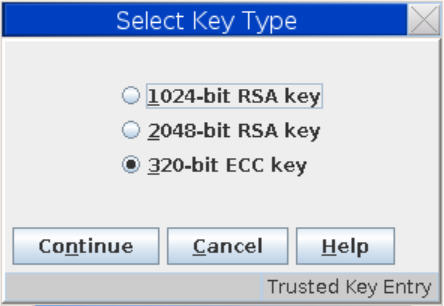 Select Key Type
1024-bit RSA key
2048-bit RSA key
320-bit ECC key
Continue Cancel Help
Trusted Key Entry